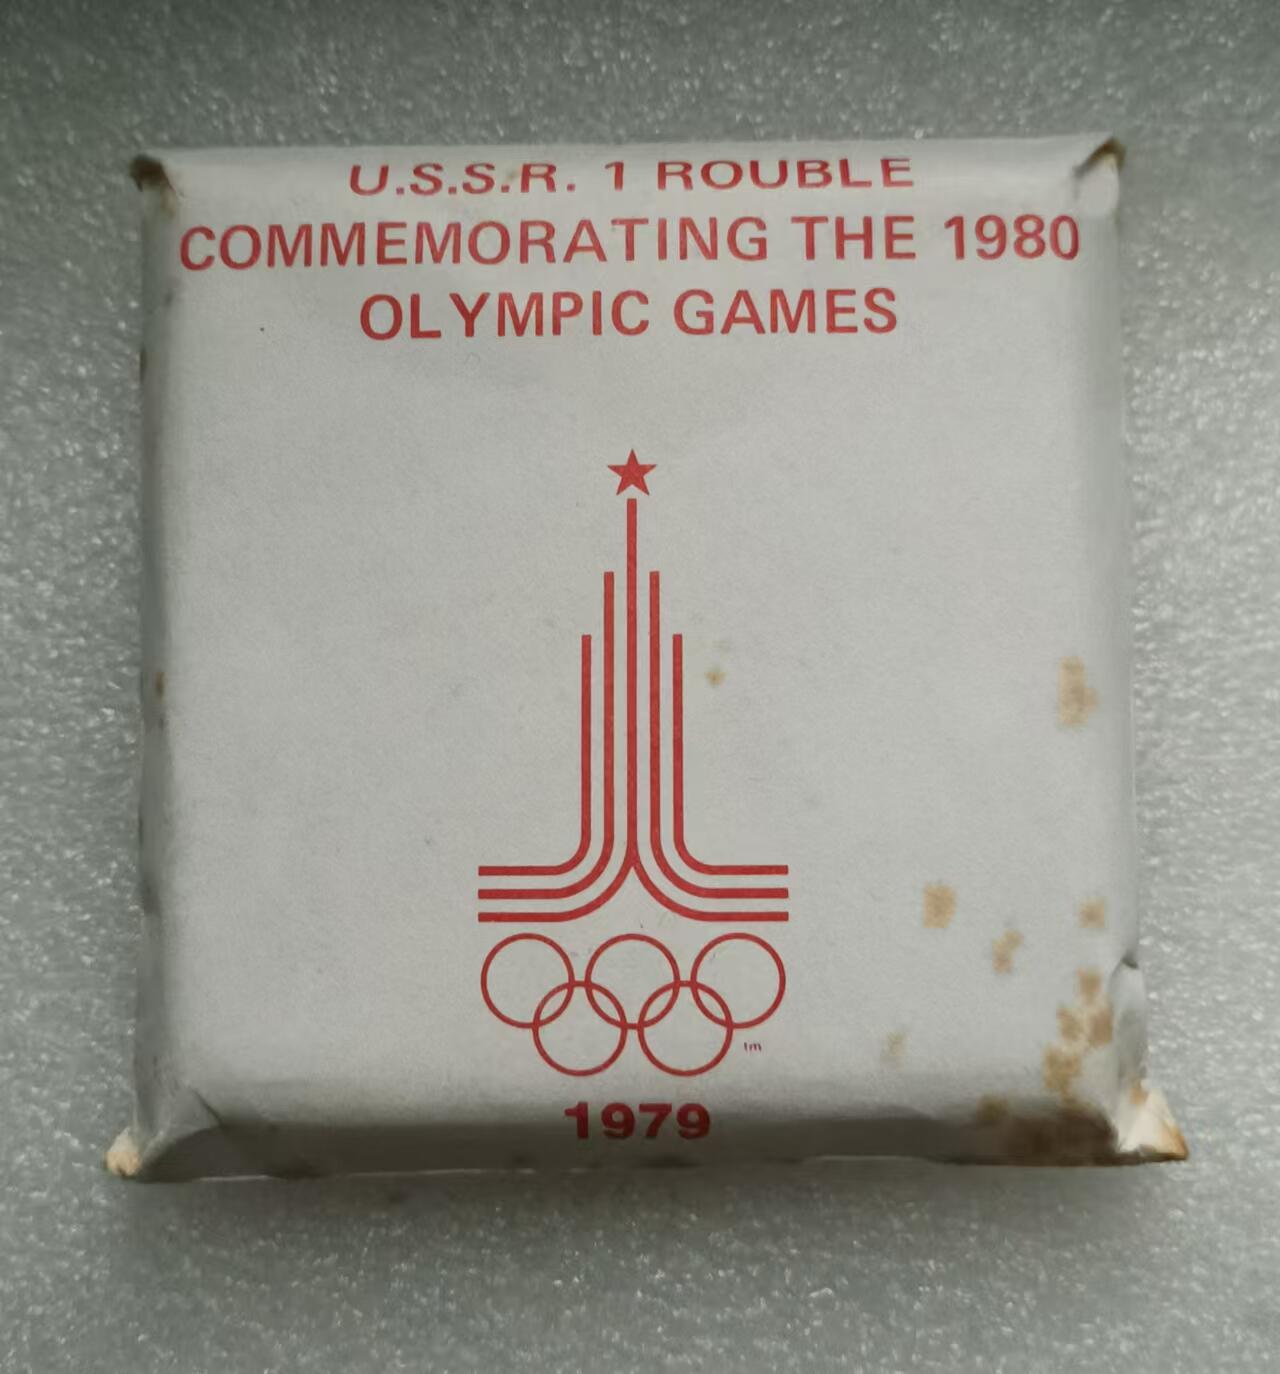 U.S.S.R. 1 ROUBLE
COMMEMORATING THE 1980
OLYMPIC GAMES
tm
1979